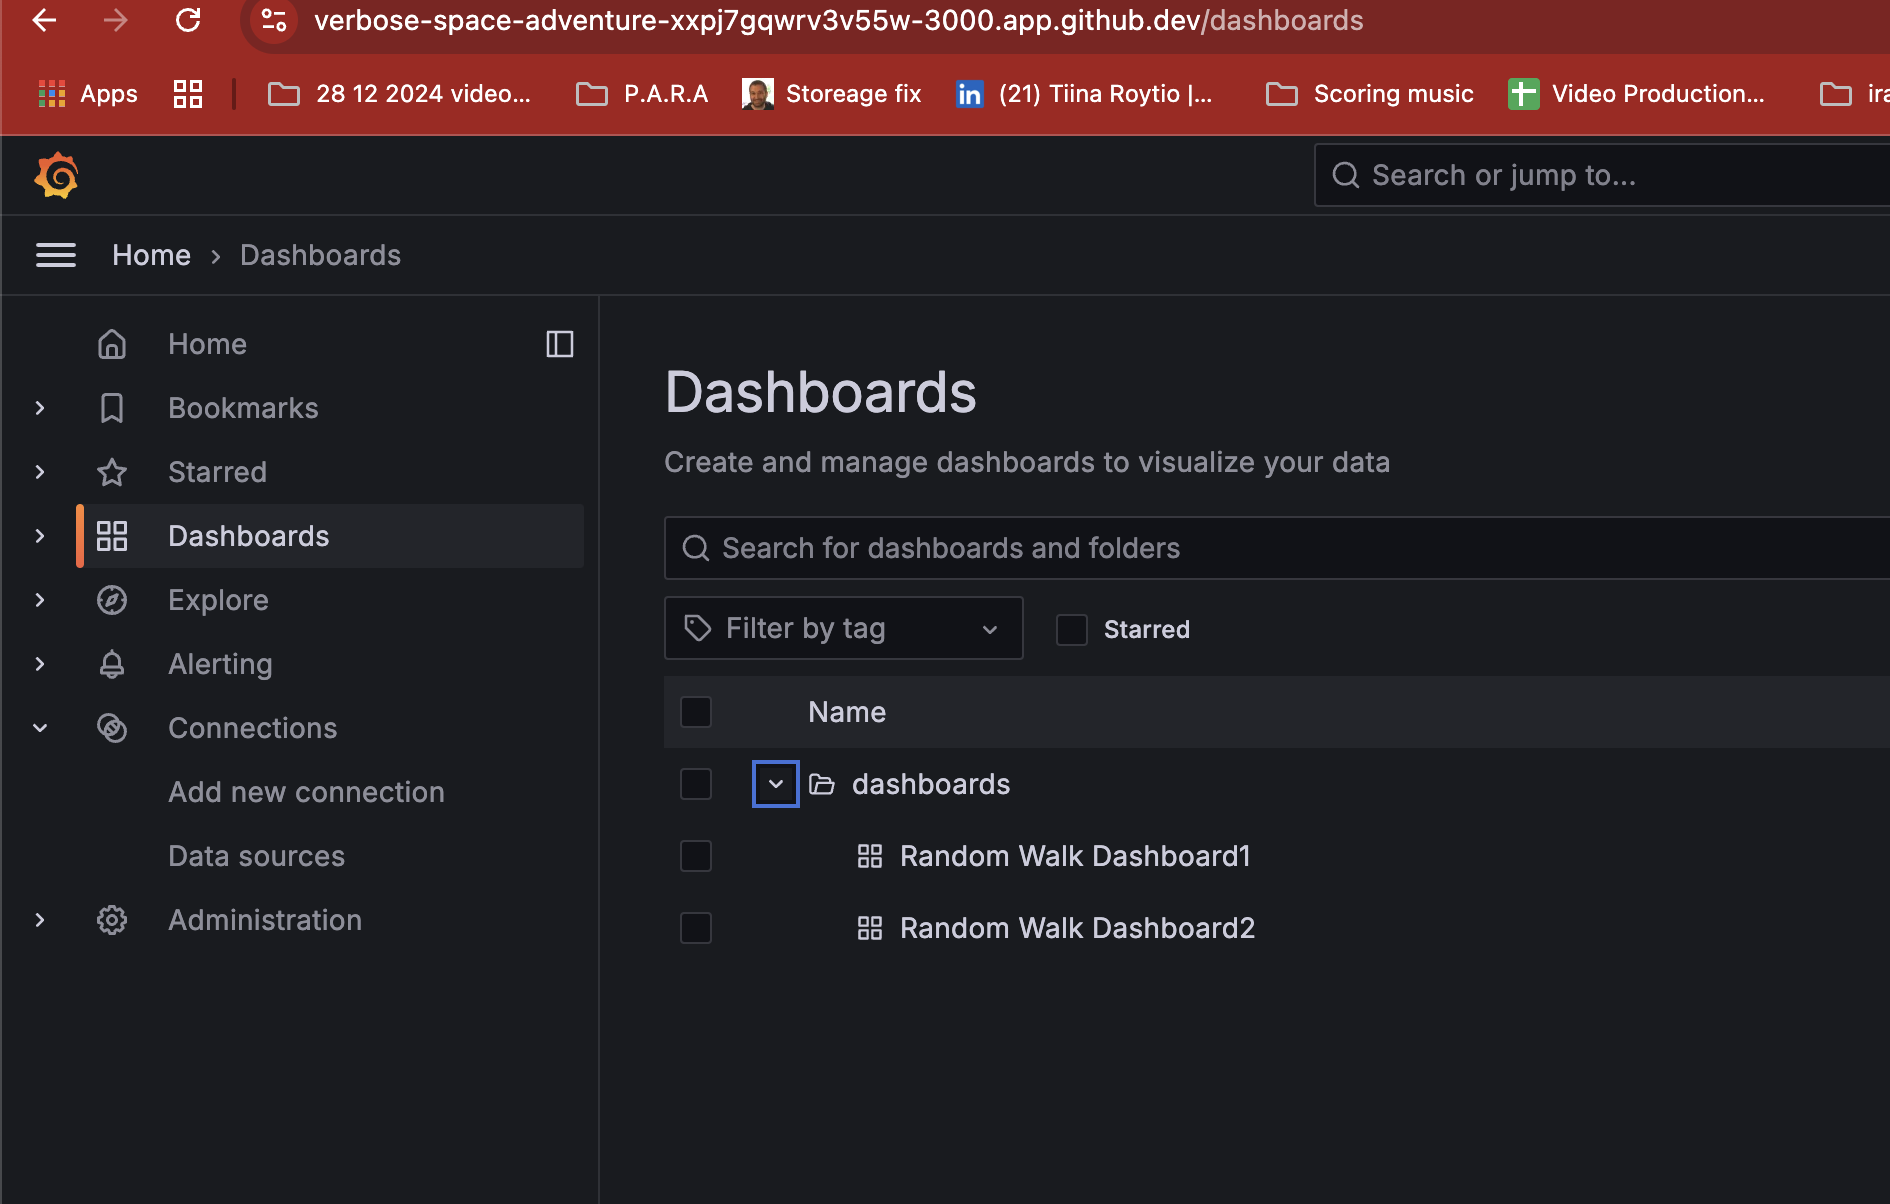 verbose-space-adventure-xxpj7gqwrv3v55w-3000.app.github.dev/dashboards
Apps 28 12 2024 video... P.A.R.A Storeage fix (21) Tiina Roytio |... Scoring music Video Production... ira
Search or jump to...
Home › Dashboards
Home
Bookmarks
Starred
Dashboards
Explore
Alerting
Connections
Add new connection
Data sources
Administration
Dashboards
Create and manage dashboards to visualize your data
Search for dashboards and folders
Filter by tag Starred
Name
dashboards
Random Walk Dashboard1
Random Walk Dashboard2